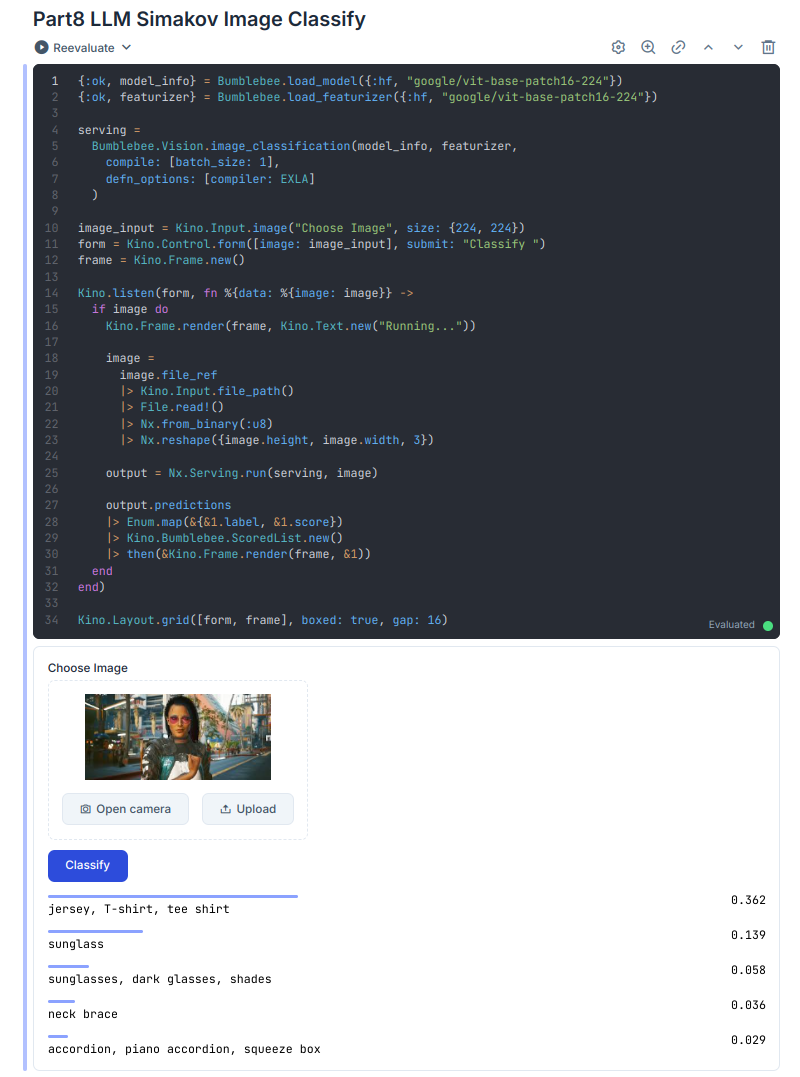 Part8 LLM Simakov Image Classify
Reevaluate
1 {:ok, model_info} = Bumblebee.load_model({:hf, "google/vit-base-patch16-224"})
2 {:ok, featurizer} = Bumblebee.load_featurizer({:hf, "google/vit-base-patch16-224"})
3
4 serving =
5   Bumblebee.Vision.image_classification(model_info, featurizer,
6     compile: [batch_size: 1],
7     defn_options: [compiler: EXLA]
8   )
9
10 image_input = Kino.Input.image("Choose Image", size: {224, 224})
11 form = Kino.Control.form([image: image_input], submit: "Classify ")
12 frame = Kino.Frame.new()
13
14 Kino.listen(form, fn %{data: %{image: image}} ->
15   if image do
16     Kino.Frame.render(frame, Kino.Text.new("Running..."))
17
18     image =
19       image.file_ref
20       |> Kino.Input.file_path()
21       |> File.read!()
22       |> Nx.from_binary(:u8)
23       |> Nx.reshape({image.height, image.width, 3})
24
25     output = Nx.Serving.run(serving, image)
26
27     output.predictions
28     |> Enum.map(&{&1.label, &1.score})
29     |> Kino.Bumblebee.ScoredList.new()
30     |> then(&Kino.Frame.render(frame, &1))
31   end
32 end)
33
34 Kino.Layout.grid([form, frame], boxed: true, gap: 16)
Evaluated
Choose Image
Open camera Upload
Classify
jersey, T-shirt, tee shirt 0.362
sunglass 0.139
sunglasses, dark glasses, shades 0.058
neck brace 0.036
accordion, piano accordion, squeeze box 0.029